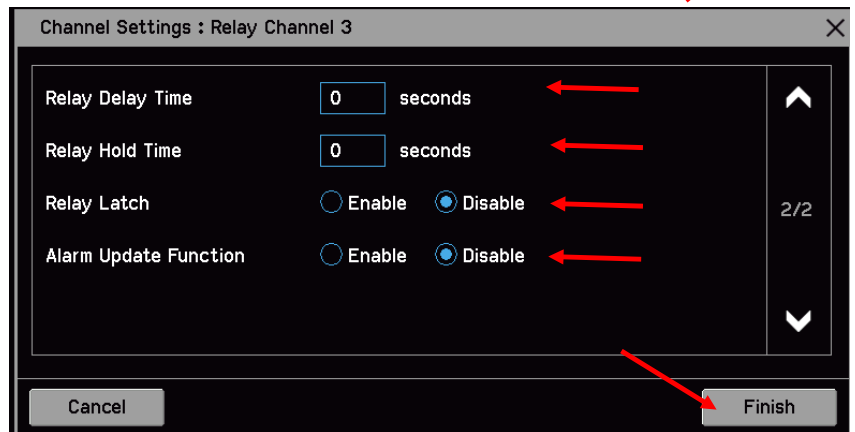 Channel Settings : Relay Channel 3
Relay Delay Time 0 seconds
Relay Hold Time 0 seconds
Relay Latch Enable Disable
2/2
Alarm Update Function Enable Disable
Cancel Finish